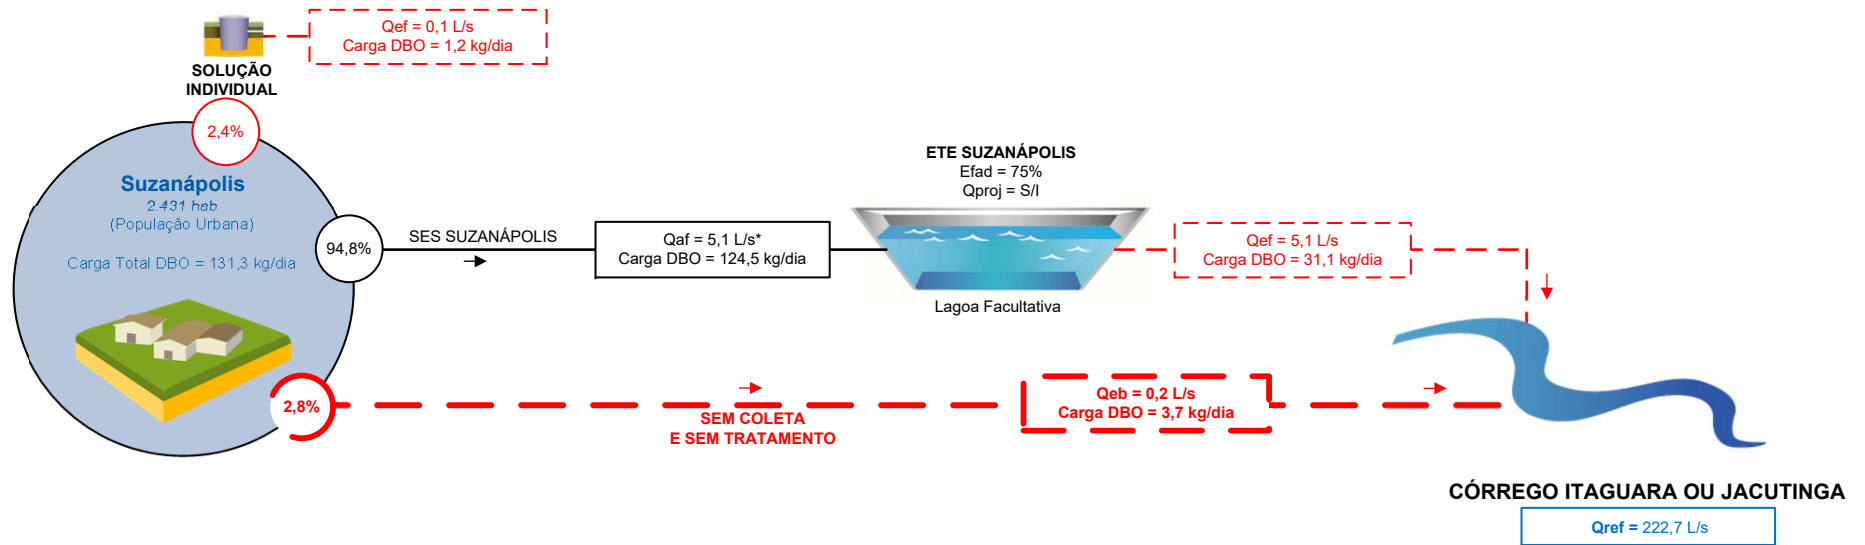 Qef = 0,1 L/s
Carga DBO = 1,2 kg/dia
SOLUÇÃO
INDIVIDUAL
2,4%
Suzanápolis
2.431 hab
(População Urbana)
Carga Total DBO = 131,3 kg/dia
94,8%
SES SUZANÁPOLIS
Qaf = 5,1 L/s*
Carga DBO = 124,5 kg/dia
ETE SUZANÁPOLIS
Efad = 75%
Qproj = S/I
Lagoa Facultativa
Qef = 5,1 L/s
Carga DBO = 31,1 kg/dia
2,8%
SEM COLETA
E SEM TRATAMENTO
Qeb = 0,2 L/s
Carga DBO = 3,7 kg/dia
CÓRREGO ITAGUARA OU JACUTINGA
Qref = 222,7 L/s